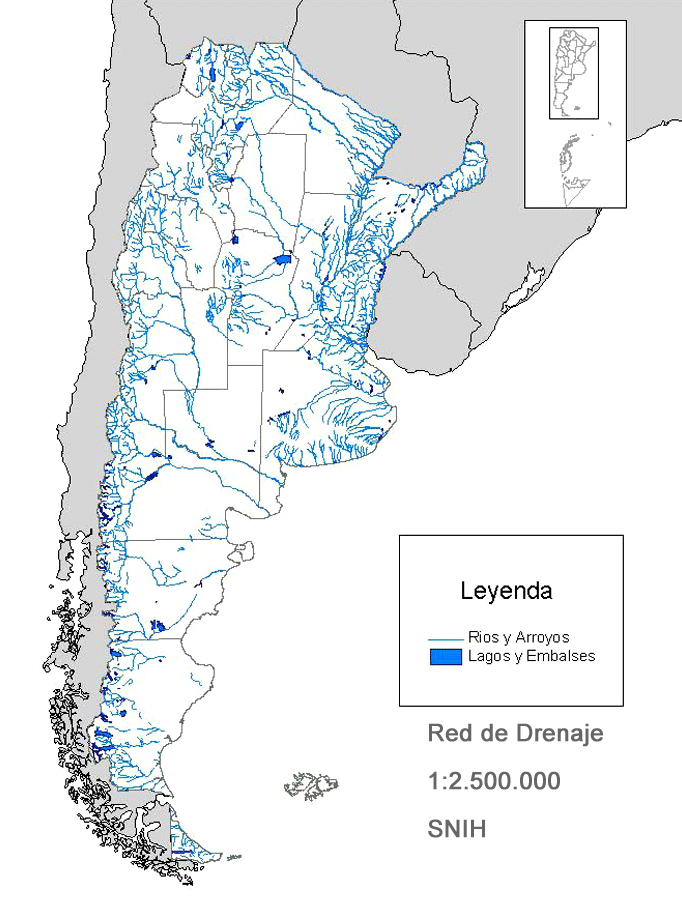 Leyenda
Rios y Arroyos
Lagos y Embalses
Red de Drenaje
1:2.500.000
SNIH